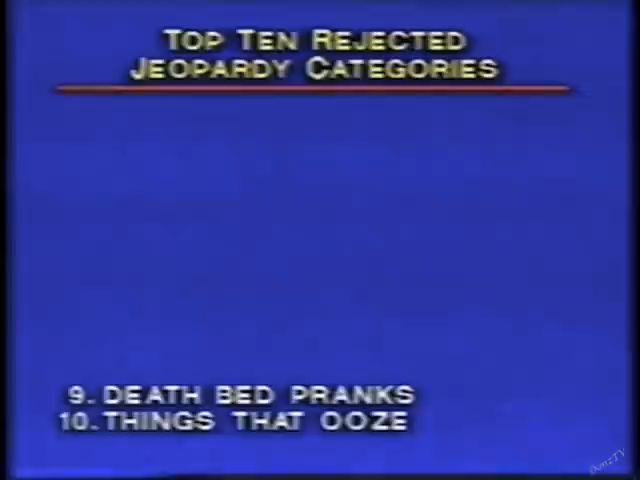 TOP TEN REJECTED
JEOPARDY CATEGORIES
9. DEATH BED PRANKS
10. THINGS THAT OOZE